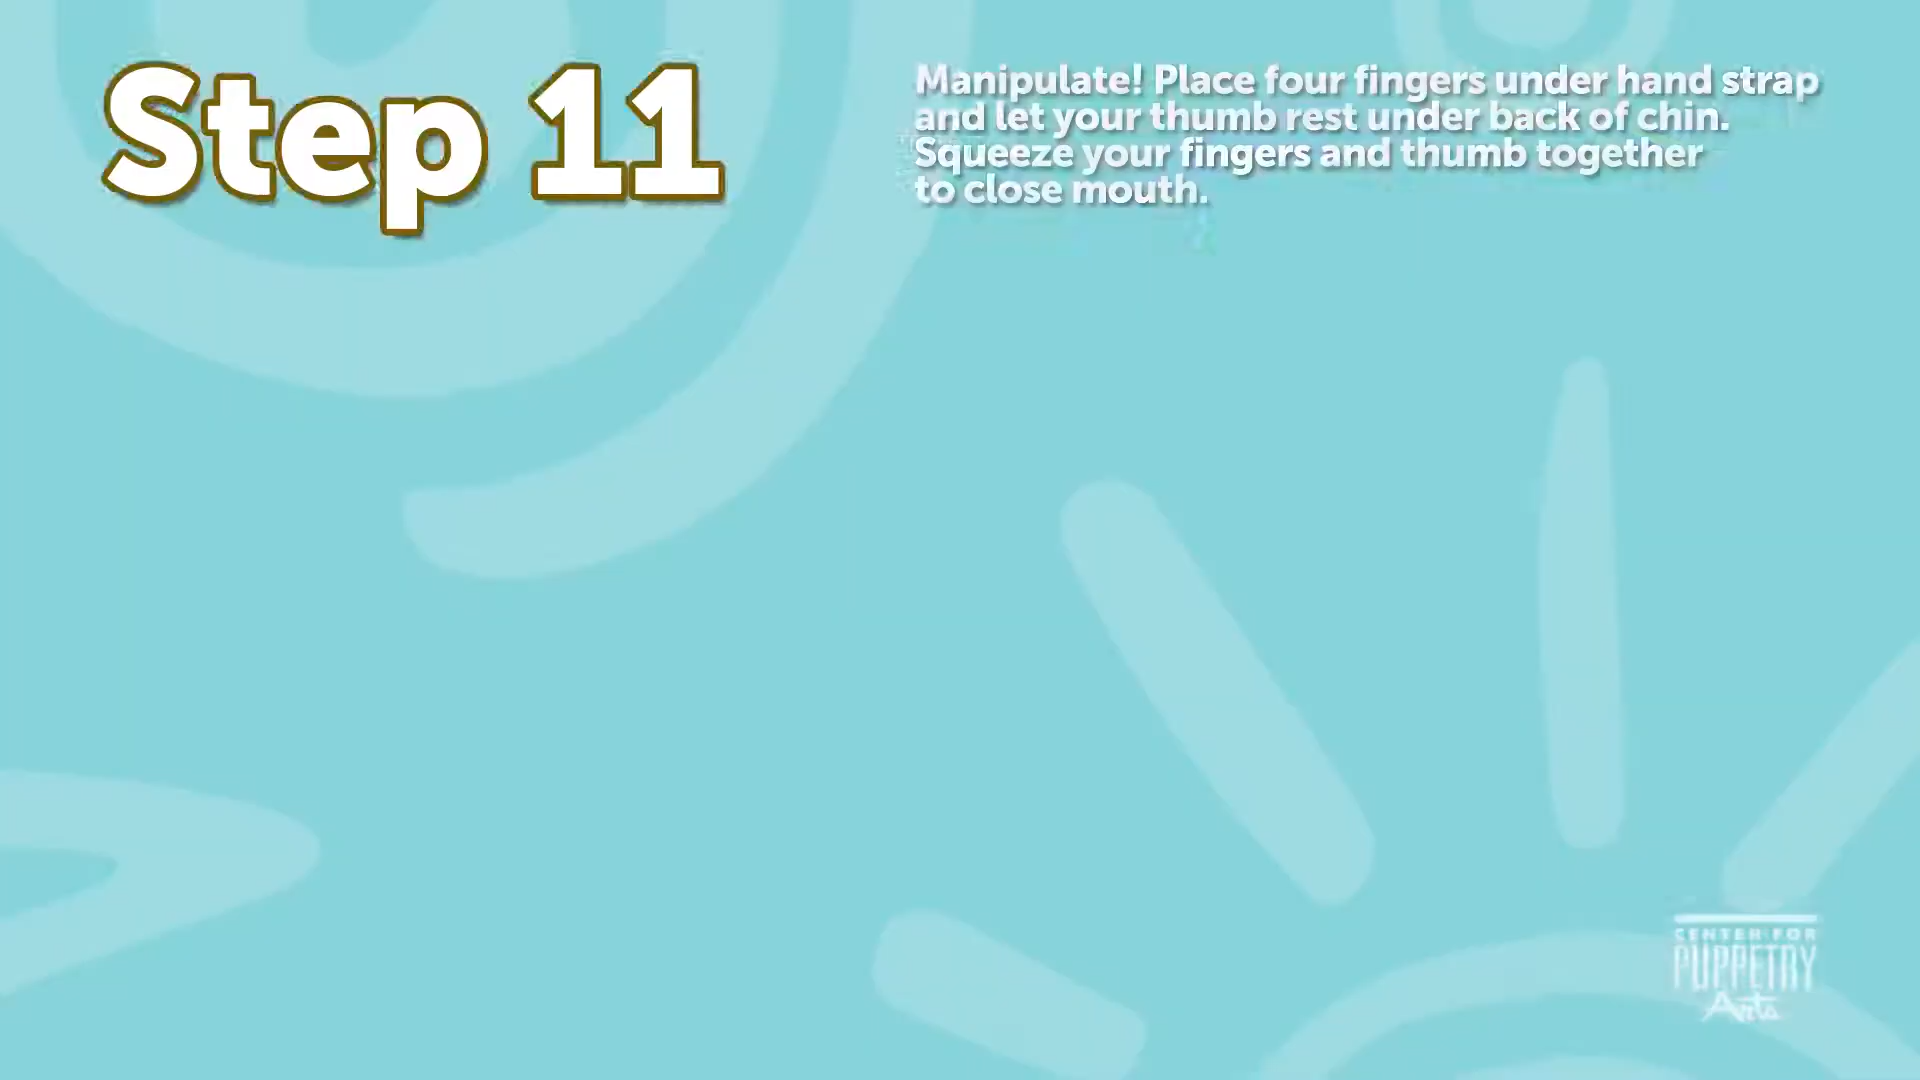 Step 11
Manipulate! Place four fingers under hand strap
and let your thumb rest under back of chin.
Squeeze your fingers and thumb together
to close mouth.
CENTER FOR
PUPPETRY
Arts